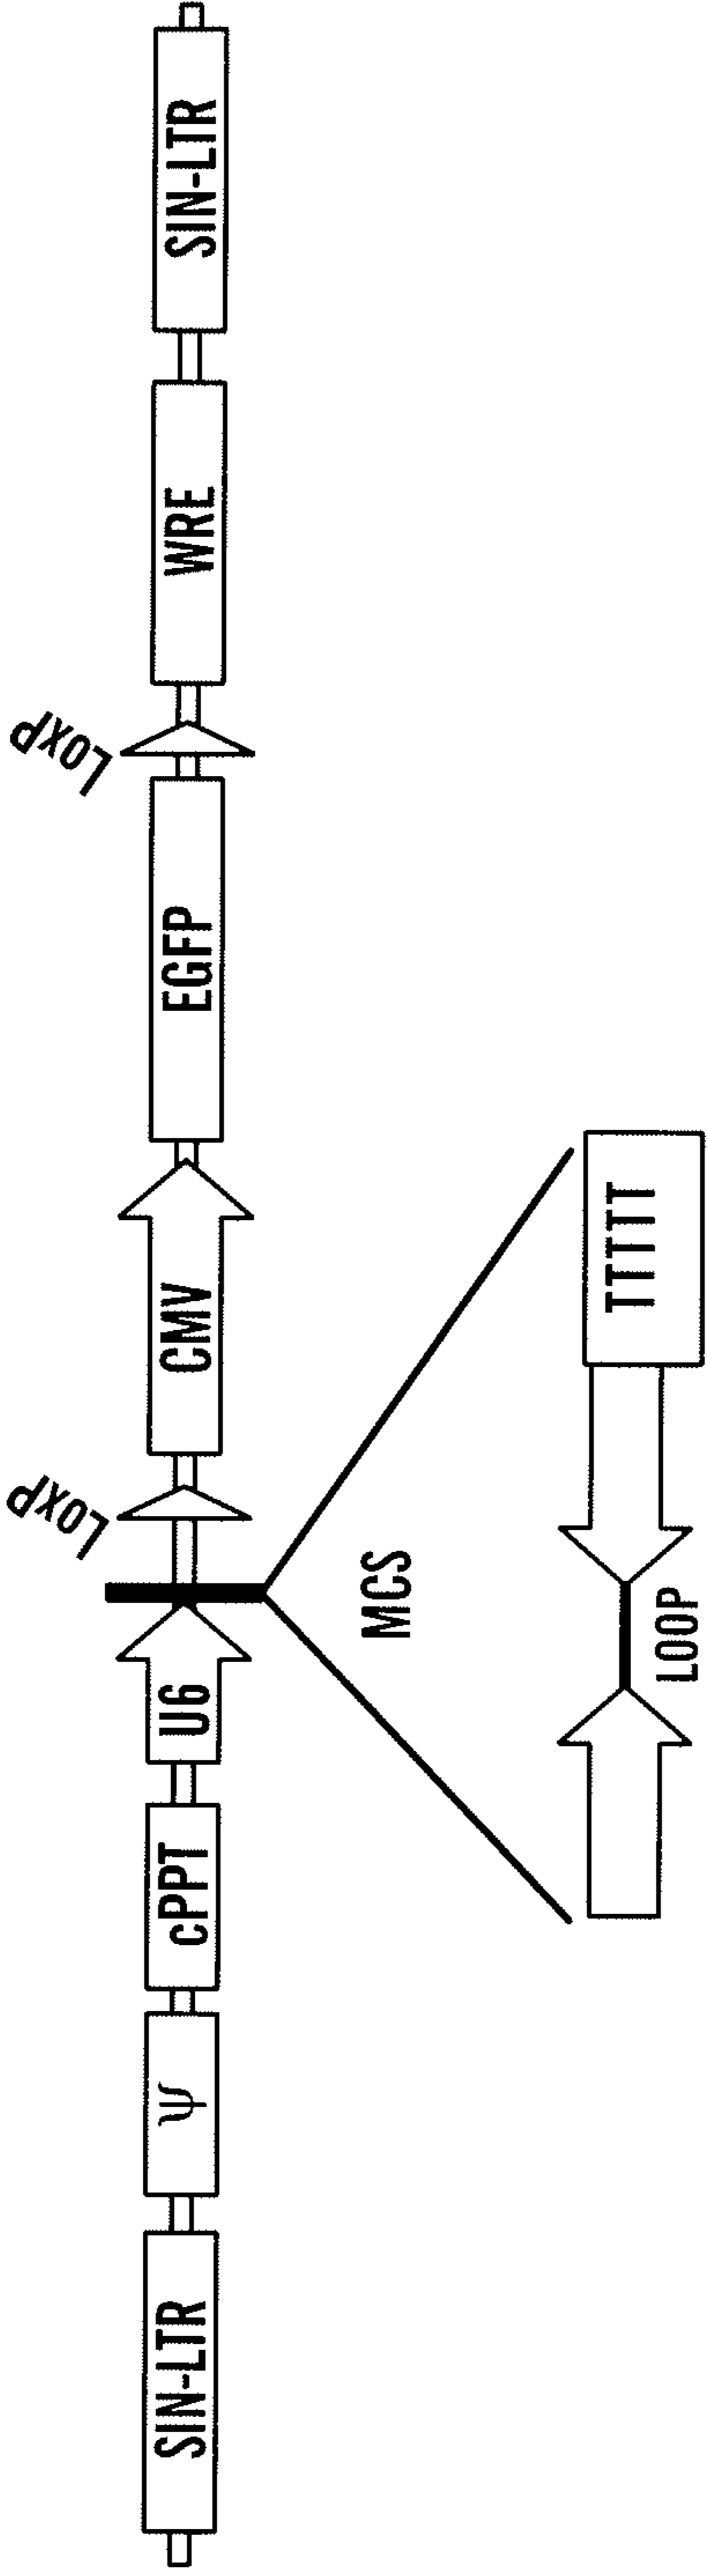 SIN-LTR
Ψ
cPPT
U6
LOXP
CMV
EGFP
LOXP
WRE
SIN-LTR
MCS
LOOP
TTTTT